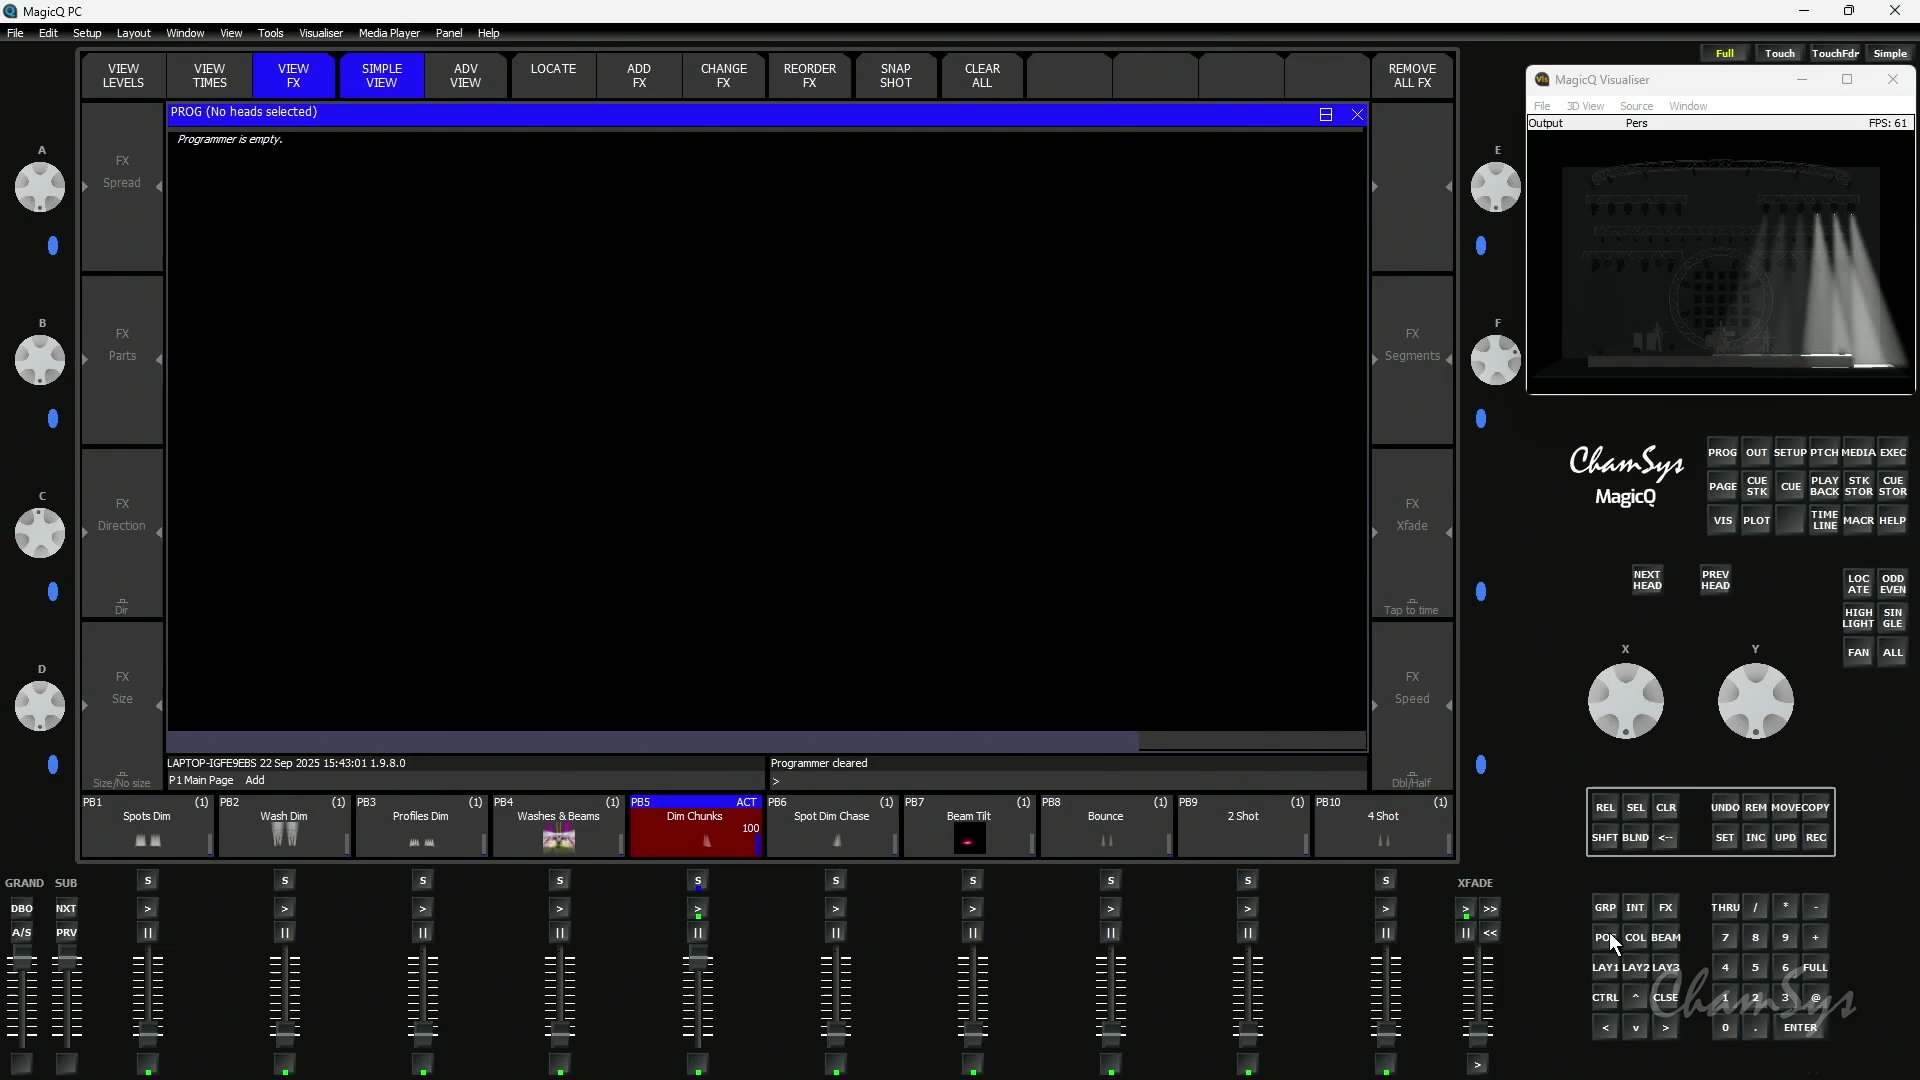 MagicQ PC
File Edit Setup Layout Window View Tools Visualiser Media Player Panel Help
Full Touch TouchFdr Simple
VIEW LEVELS
VIEW TIMES
VIEW FX
SIMPLE VIEW
ADV VIEW
LOCATE
ADD FX
CHANGE FX
REORDER FX
SNAP SHOT
CLEAR ALL
REMOVE ALL FX
Vis MagicQ Visualiser
File 3D View Source Window
Output Pers FPS: 61
PROG (No heads selected)
Programmer is empty.
A
FX Spread
E
B
FX Parts
FX Segments
F
C
FX Direction
Dir
FX Xfade
Tap to time
D
FX Size
Size/No size
FX Speed
Dbl/Half
ChamSys
MagicQ
PROG OUT SETUP PTCH MEDIA EXEC
PAGE CUE STK CUE PLAY BACK STK STOR CUE STOR
VIS PLOT TIME LINE MACR HELP
NEXT HEAD PREV HEAD
LOC ATE ODD EVEN
HIGH LIGHT SIN GLE
FAN ALL
X Y
LAPTOP-IGFE9EBS 22 Sep 2025 15:43:01 1.9.8.0
Programmer cleared
P1 Main Page Add
>
PB1 (1) Spots Dim
PB2 (1) Wash Dim
PB3 (1) Profiles Dim
PB4 (1) Washes & Beams
PB5 ACT Dim Chunks 100
PB6 (1) Spot Dim Chase
PB7 (1) Beam Tilt
PB8 (1) Bounce
PB9 (1) 2 Shot
PB10 (1) 4 Shot
REL SEL CLR UNDO REM MOVE COPY
SHFT BLND <-- SET INC UPD REC
GRAND SUB S S S S S S S S S S XFADE
DBO NXT > > > > > > > > > > > >>
A/S PRV || || || || || || || || || || || <<
>
GRP INT FX THRU / * -
POS COL BEAM 7 8 9 +
LAY1 LAY2 LAY3 4 5 6 FULL
CTRL ^ CLSE 1 2 3 @
< v > 0 . ENTER
ChamSys